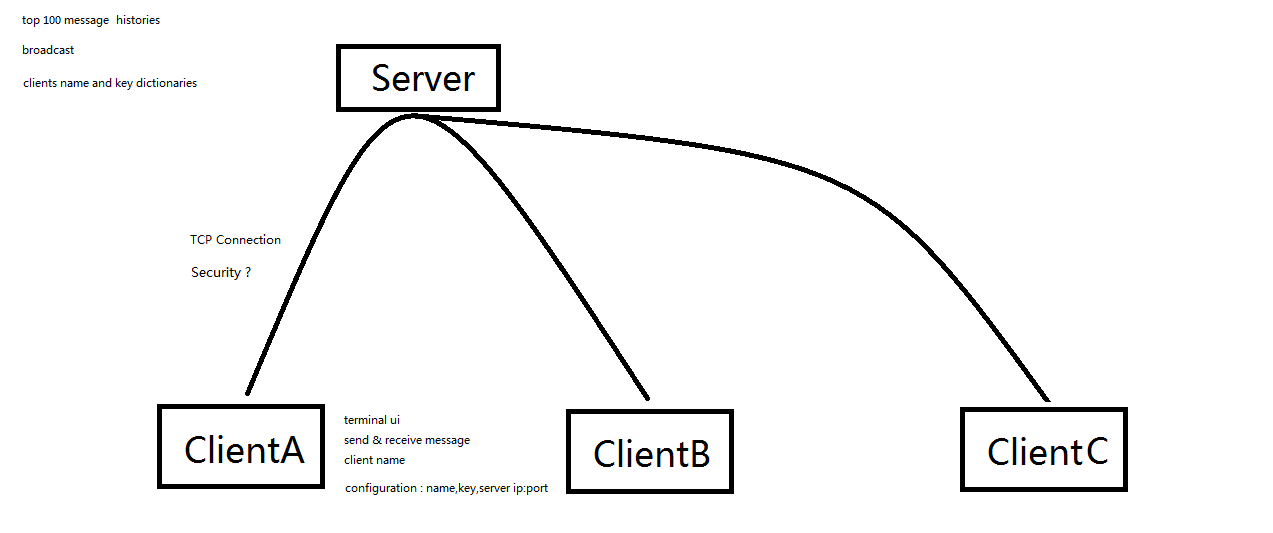 top 100 message  histories
broadcast
clients name and key dictionaries
Server
TCP Connection
Security ?
ClientA
terminal ui
send & receive message
client name
configuration : name,key,server ip:port
ClientB
ClientC